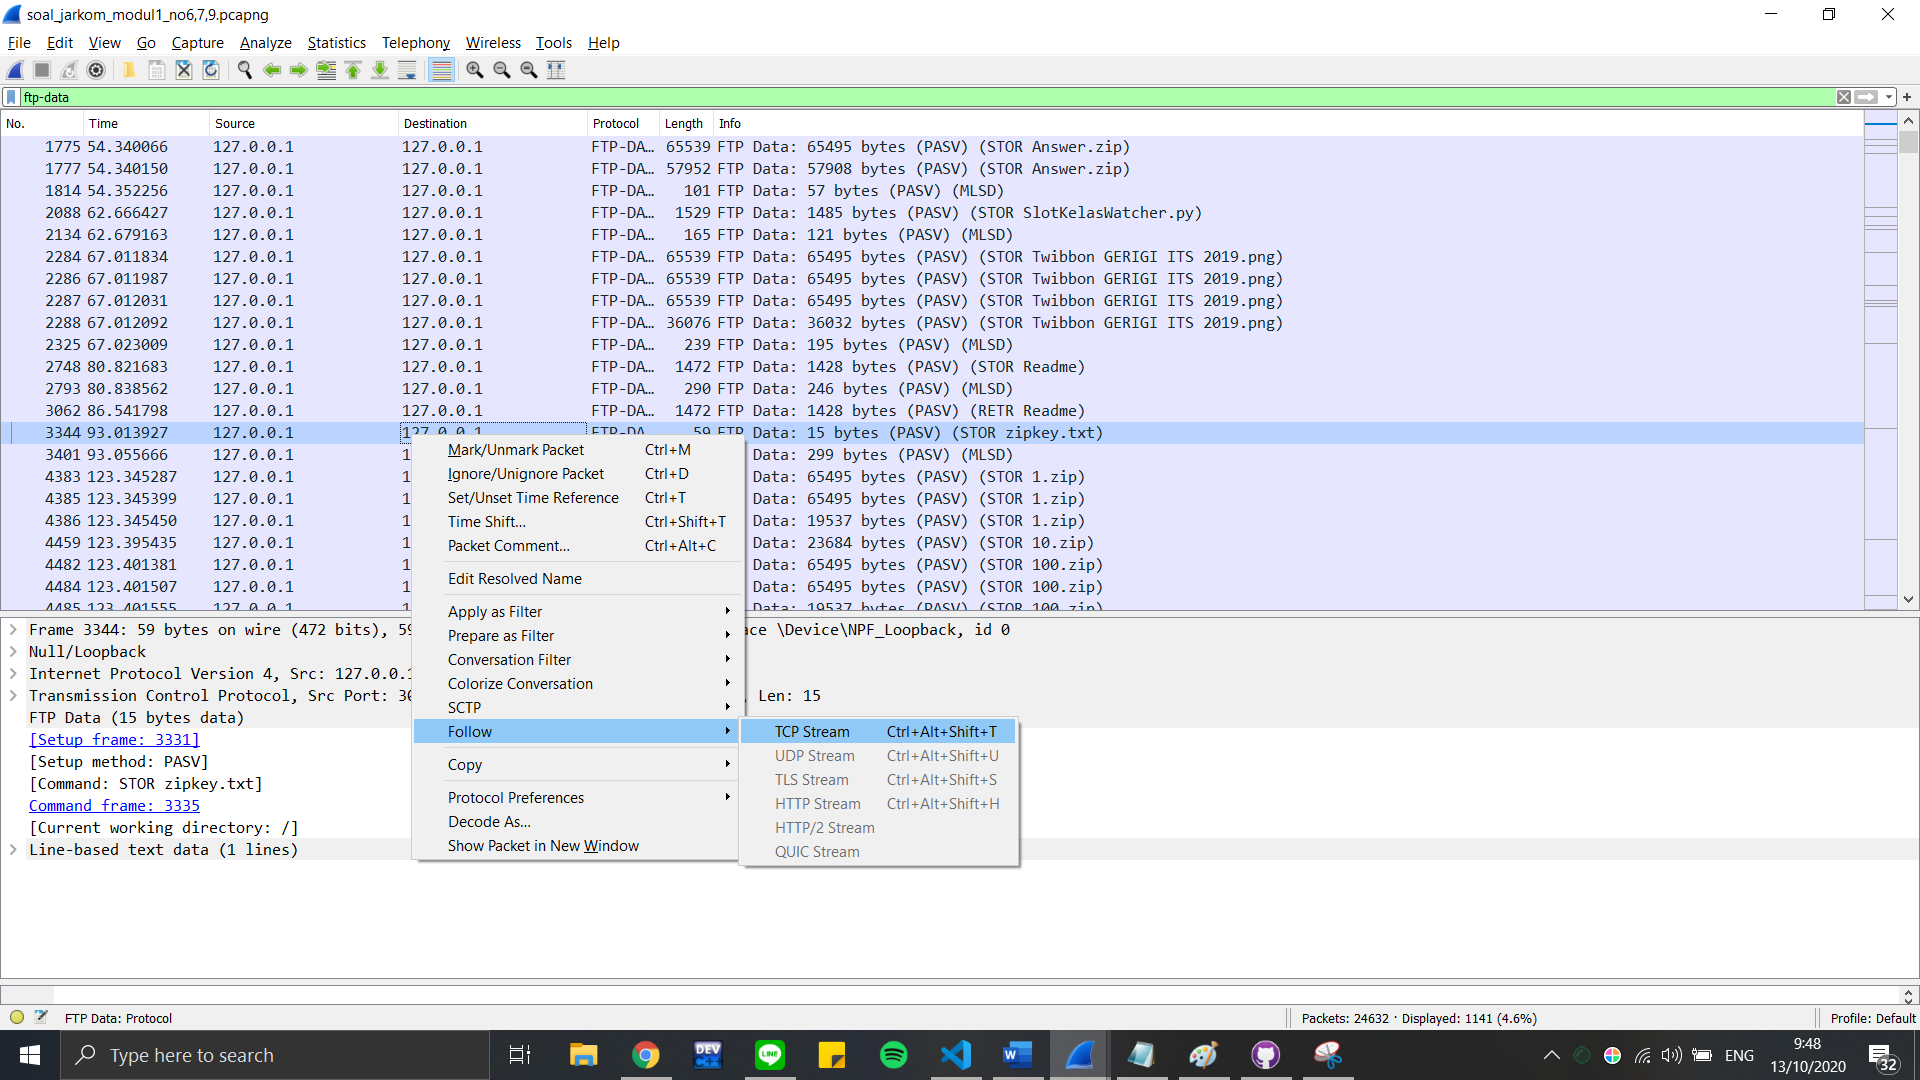 soal_jarkom_modul1_no6,7,9.pcapng
File Edit View Go Capture Analyze Statistics Telephony Wireless Tools Help
ftp-data
No. Time Source Destination Protocol Length Info
1775 54.340066 127.0.0.1 127.0.0.1 FTP-DA… 65539 FTP Data: 65495 bytes (PASV) (STOR Answer.zip)
1777 54.340150 127.0.0.1 127.0.0.1 FTP-DA… 57952 FTP Data: 57908 bytes (PASV) (STOR Answer.zip)
1814 54.352256 127.0.0.1 127.0.0.1 FTP-DA… 101 FTP Data: 57 bytes (PASV) (MLSD)
2088 62.666427 127.0.0.1 127.0.0.1 FTP-DA… 1529 FTP Data: 1485 bytes (PASV) (STOR SlotKelasWatcher.py)
2134 62.679163 127.0.0.1 127.0.0.1 FTP-DA… 165 FTP Data: 121 bytes (PASV) (MLSD)
2284 67.011834 127.0.0.1 127.0.0.1 FTP-DA… 65539 FTP Data: 65495 bytes (PASV) (STOR Twibbon GERIGI ITS 2019.png)
2286 67.011987 127.0.0.1 127.0.0.1 FTP-DA… 65539 FTP Data: 65495 bytes (PASV) (STOR Twibbon GERIGI ITS 2019.png)
2287 67.012031 127.0.0.1 127.0.0.1 FTP-DA… 65539 FTP Data: 65495 bytes (PASV) (STOR Twibbon GERIGI ITS 2019.png)
2288 67.012092 127.0.0.1 127.0.0.1 FTP-DA… 36076 FTP Data: 36032 bytes (PASV) (STOR Twibbon GERIGI ITS 2019.png)
2325 67.023009 127.0.0.1 127.0.0.1 FTP-DA… 239 FTP Data: 195 bytes (PASV) (MLSD)
2748 80.821683 127.0.0.1 127.0.0.1 FTP-DA… 1472 FTP Data: 1428 bytes (PASV) (STOR Readme)
2793 80.838562 127.0.0.1 127.0.0.1 FTP-DA… 290 FTP Data: 246 bytes (PASV) (MLSD)
3062 86.541798 127.0.0.1 127.0.0.1 FTP-DA… 1472 FTP Data: 1428 bytes (PASV) (RETR Readme)
3344 93.013927 127.0.0.1 127.0.0.1 FTP-DA 59 FTP Data: 15 bytes (PASV) (STOR zipkey.txt)
3401 93.055666 127.0.0.1 1 Data: 299 bytes (PASV) (MLSD)
4383 123.345287 127.0.0.1 1 Data: 65495 bytes (PASV) (STOR 1.zip)
4385 123.345399 127.0.0.1 1 Data: 65495 bytes (PASV) (STOR 1.zip)
4386 123.345450 127.0.0.1 1 Data: 19537 bytes (PASV) (STOR 1.zip)
4459 123.395435 127.0.0.1 1 Data: 23684 bytes (PASV) (STOR 10.zip)
4482 123.401381 127.0.0.1 1 Data: 65495 bytes (PASV) (STOR 100.zip)
4484 123.401507 127.0.0.1 1 Data: 65495 bytes (PASV) (STOR 100.zip)
4485 123.401555 127.0.0.1 1 Data: 19537 bytes (PASV) (STOR 100.zip)
Mark/Unmark Packet Ctrl+M
Ignore/Unignore Packet Ctrl+D
Set/Unset Time Reference Ctrl+T
Time Shift... Ctrl+Shift+T
Packet Comment... Ctrl+Alt+C
Edit Resolved Name
Apply as Filter
Prepare as Filter
Conversation Filter
Colorize Conversation
SCTP
Follow
Copy
Protocol Preferences
Decode As...
Show Packet in New Window
TCP Stream Ctrl+Alt+Shift+T
UDP Stream Ctrl+Alt+Shift+U
TLS Stream Ctrl+Alt+Shift+S
HTTP Stream Ctrl+Alt+Shift+H
HTTP/2 Stream
QUIC Stream
Frame 3344: 59 bytes on wire (472 bits), 59 ace \Device\NPF_Loopback, id 0
Null/Loopback
Internet Protocol Version 4, Src: 127.0.0.1
Transmission Control Protocol, Src Port: 30 , Len: 15
FTP Data (15 bytes data)
[Setup frame: 3331]
[Setup method: PASV]
[Command: STOR zipkey.txt]
Command frame: 3335
[Current working directory: /]
Line-based text data (1 lines)
FTP Data: Protocol Packets: 24632 · Displayed: 1141 (4.6%) Profile: Default
Type here to search
DEV C++
LINE
ENG
9:48
13/10/2020
32